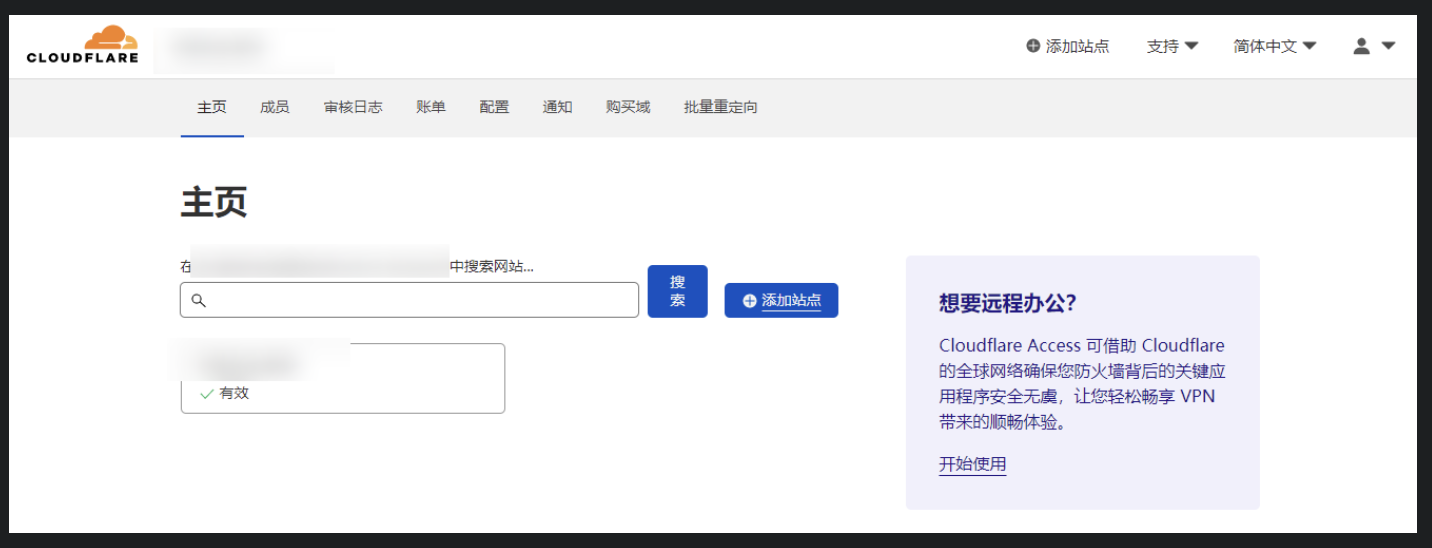 CLOUDFLARE
添加站点
支持
简体中文
主页
成员
审核日志
账单
配置
通知
购买域
批量重定向
主页
在
中搜索网站...
搜
索
添加站点
有效
想要远程办公?
Cloudflare Access 可借助 Cloudflare
的全球网络确保您防火墙背后的关键应
用程序安全无虞，让您轻松畅享 VPN
带来的顺畅体验。
开始使用